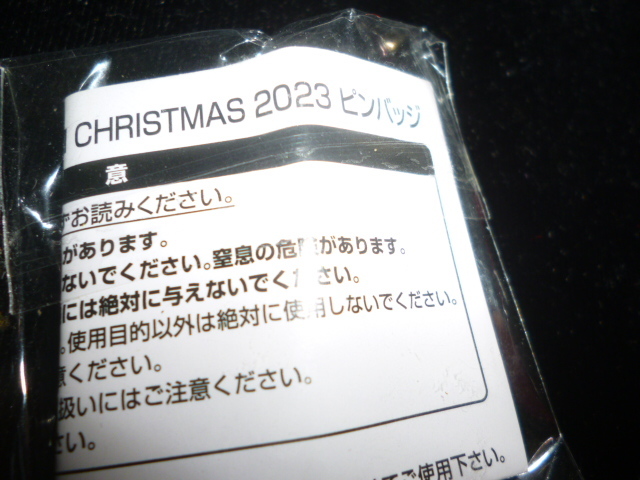 CHRISTMAS 2023 ピンバッジ
意
お読みください。
があります。
ないでください。窒息の危険があります。
には絶対に与えないでください。
。使用目的以外は絶対に使用しないでください。
意ください。
扱いにはご注意ください。
さい。
ご使用下さい。